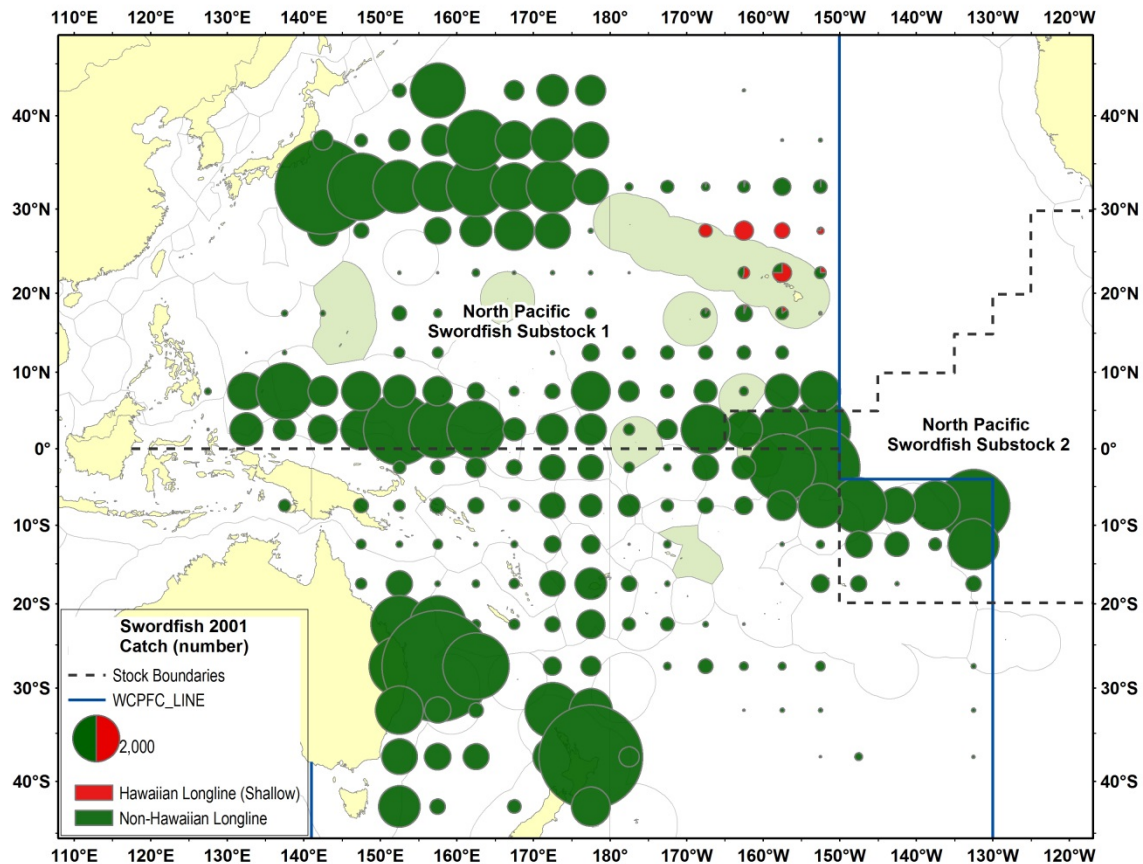 110°E 120°E 130°E 140°E 150°E 160°E 170°E 180° 170°W 160°W 150°W 140°W 130°W 120°W
40°N 40°N
30°N 30°N
20°N 20°N
North Pacific
Swordfish Substock 1
10°N 10°N
North Pacific
Swordfish Substock 2
0° 0°
10°S 10°S
20°S 20°S
30°S 30°S
40°S 40°S
Swordfish 2001
Catch (number)
Stock Boundaries
WCPFC_LINE
2,000
Hawaiian Longline (Shallow)
Non-Hawaiian Longline
110°E 120°E 130°E 140°E 150°E 160°E 170°E 180° 170°W 160°W 150°W 140°W 130°W 120°W